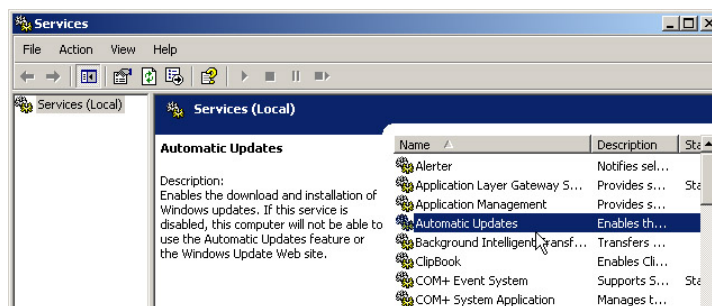 Services
File Action View Help
Services (Local)
Services (Local)
Automatic Updates
Description:
Enables the download and installation of
Windows updates. If this service is
disabled, this computer will not be able to
use the Automatic Updates feature or
the Windows Update Web site.
Name Description Sta
Alerter Notifies sel...
Application Layer Gateway S... Provides s... Sta
Application Management Provides s...
Automatic Updates Enables th...
Background Intelligent Transf... Transfers ...
ClipBook Enables Cli...
COM+ Event System Supports S... Sta
COM+ System Application Manages t...